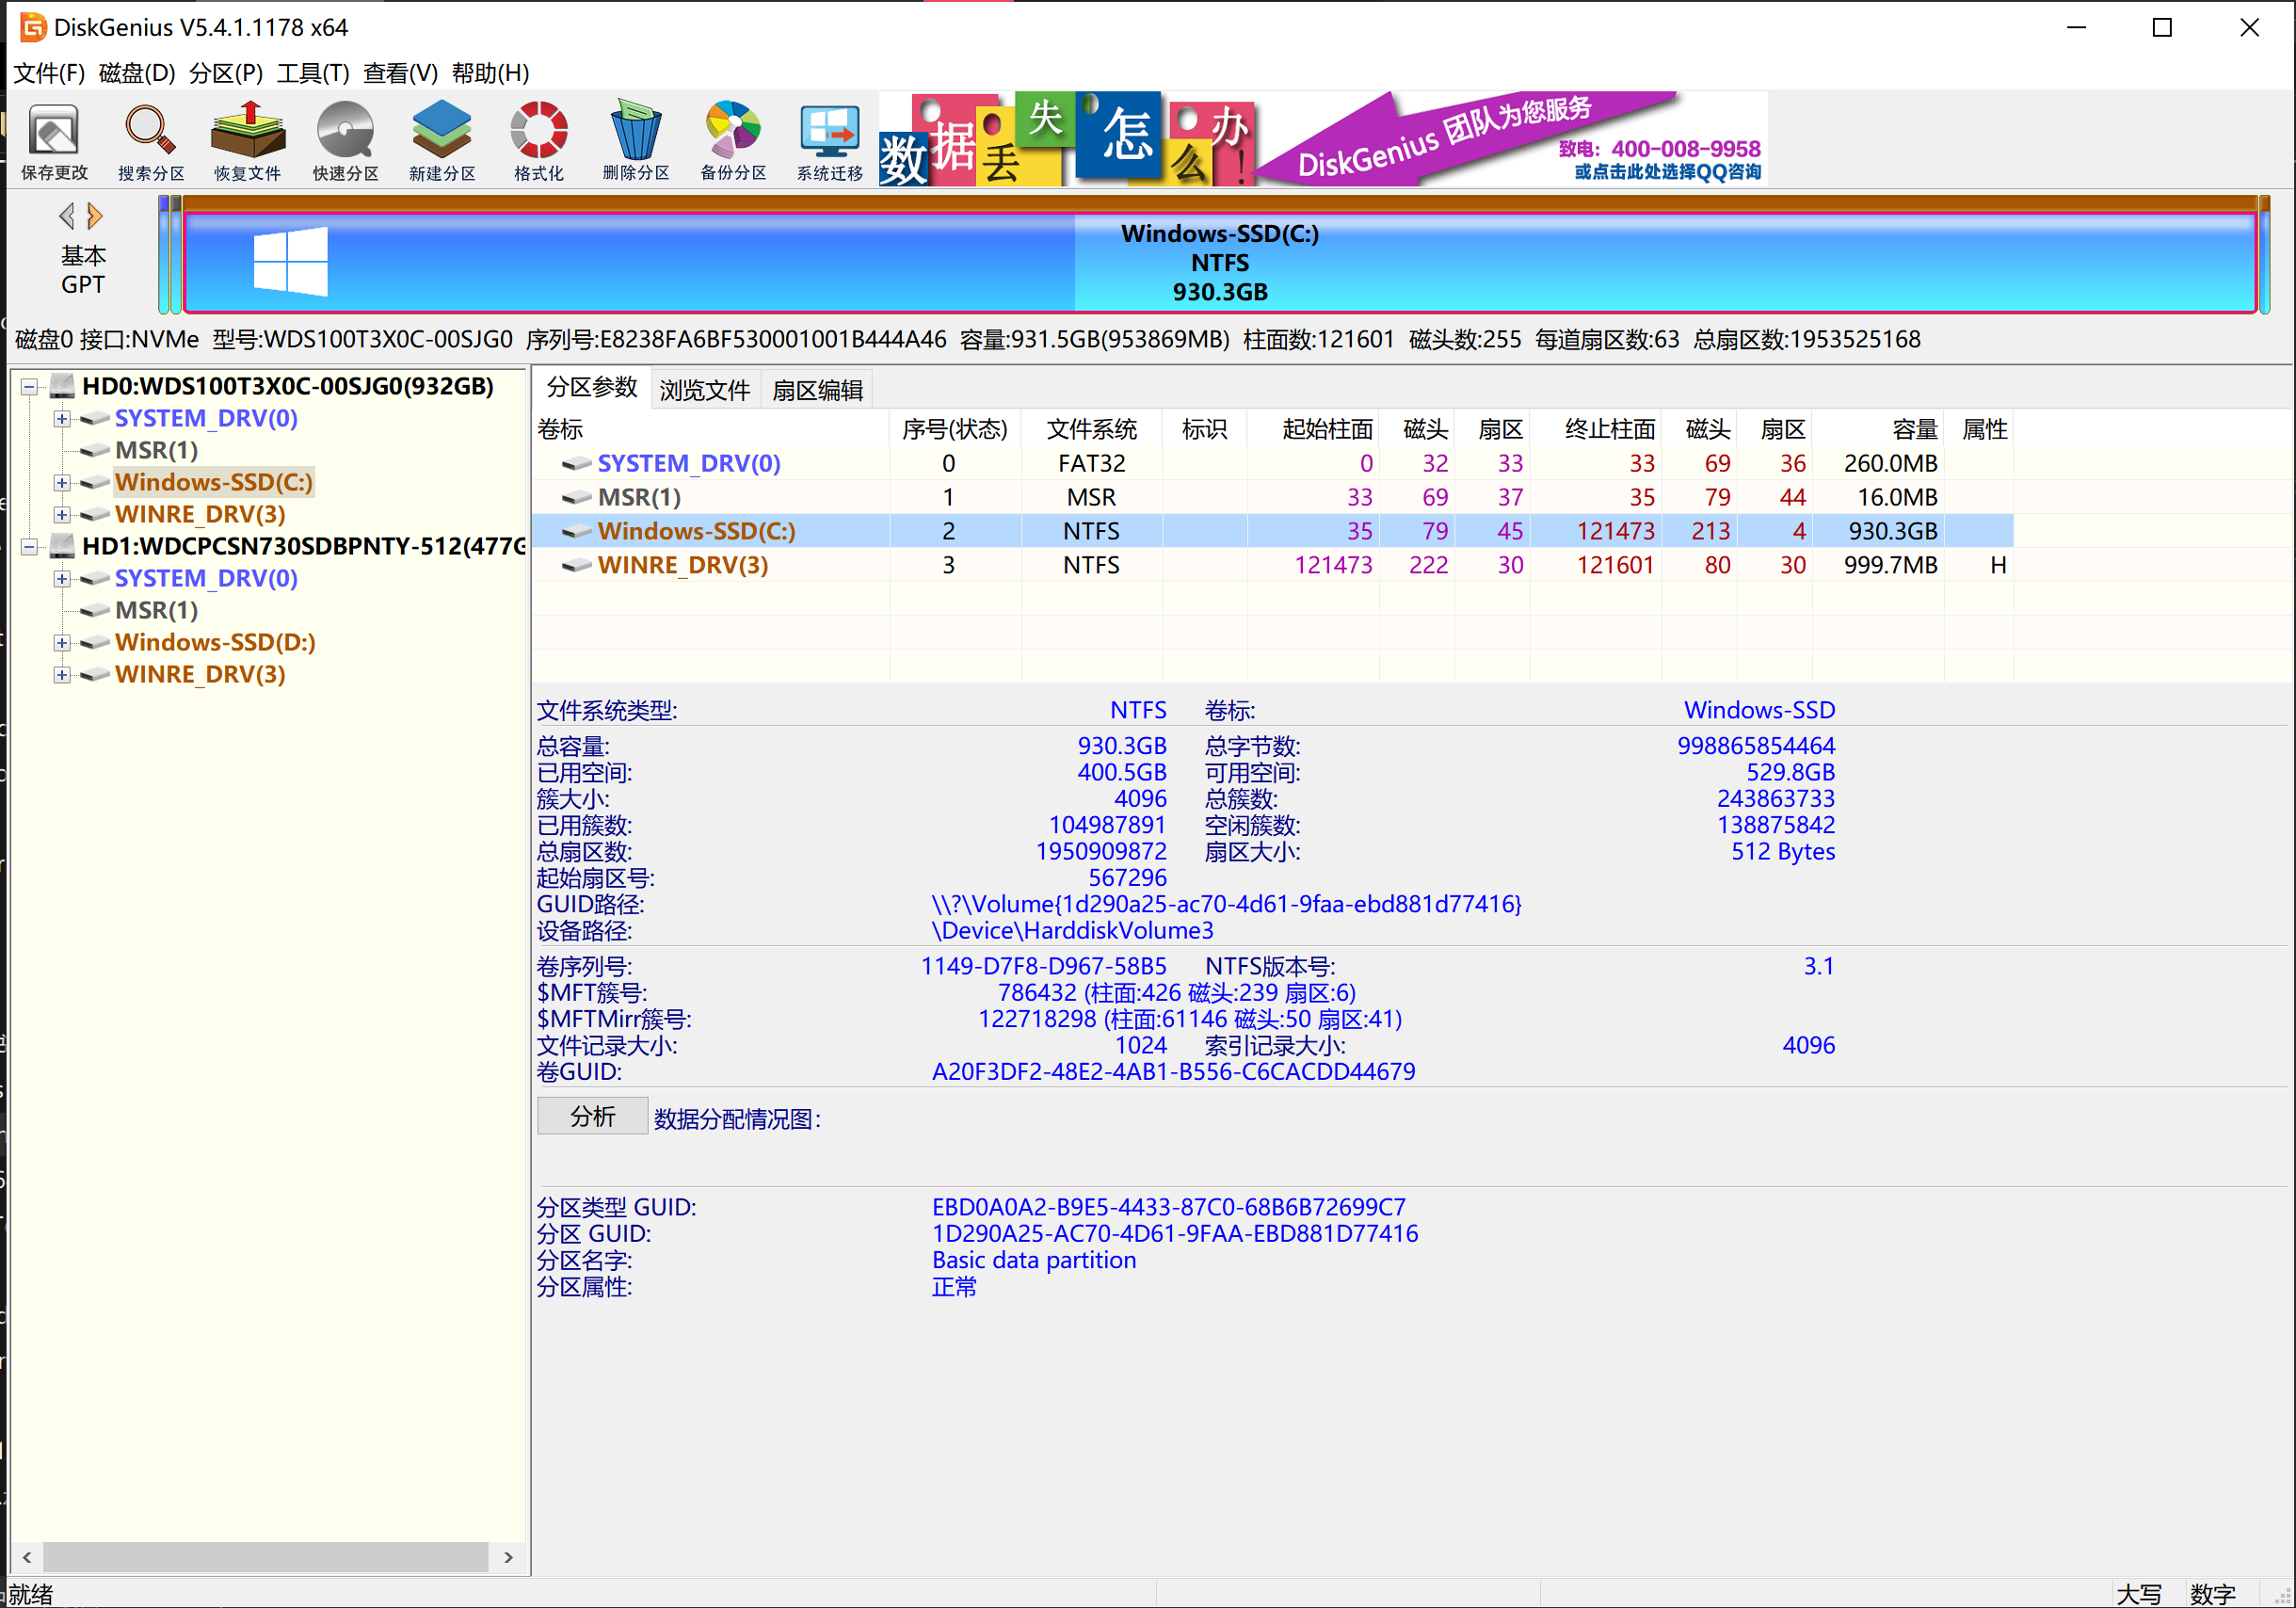 DiskGenius V5.4.1.1178 x64
文件(F) 磁盘(D) 分区(P) 工具(T) 查看(V) 帮助(H)
保存更改 搜索分区 恢复文件 快速分区 新建分区 格式化 删除分区 备份分区 系统迁移
数据丢失怎么办!
DiskGenius 团队为您服务
致电：400-008-9958
或点击此处选择QQ咨询
基本
GPT
Windows-SSD(C:)
NTFS
930.3GB
磁盘0 接口:NVMe 型号:WDS100T3X0C-00SJG0 序列号:E8238FA6BF530001001B444A46 容量:931.5GB(953869MB) 柱面数:121601 磁头数:255 每道扇区数:63 总扇区数:1953525168
HD0:WDS100T3X0C-00SJG0(932GB)
SYSTEM_DRV(0)
MSR(1)
Windows-SSD(C:)
WINRE_DRV(3)
HD1:WDCPCSN730SDBPNTY-512(477G
SYSTEM_DRV(0)
MSR(1)
Windows-SSD(D:)
WINRE_DRV(3)
分区参数 浏览文件 扇区编辑
卷标 序号(状态) 文件系统 标识 起始柱面 磁头 扇区 终止柱面 磁头 扇区 容量 属性
SYSTEM_DRV(0) 0 FAT32 0 32 33 33 69 36 260.0MB
MSR(1) 1 MSR 33 69 37 35 79 44 16.0MB
Windows-SSD(C:) 2 NTFS 35 79 45 121473 213 4 930.3GB
WINRE_DRV(3) 3 NTFS 121473 222 30 121601 80 30 999.7MB H
文件系统类型: NTFS 卷标: Windows-SSD
总容量: 930.3GB 总字节数: 998865854464
已用空间: 400.5GB 可用空间: 529.8GB
簇大小: 4096 总簇数: 243863733
已用簇数: 104987891 空闲簇数: 138875842
总扇区数: 1950909872 扇区大小: 512 Bytes
起始扇区号: 567296
GUID路径: \\?\Volume{1d290a25-ac70-4d61-9faa-ebd881d77416}
设备路径: \Device\HarddiskVolume3
卷序列号: 1149-D7F8-D967-58B5 NTFS版本号: 3.1
$MFT簇号: 786432 (柱面:426 磁头:239 扇区:6)
$MFTMirr簇号: 122718298 (柱面:61146 磁头:50 扇区:41)
文件记录大小: 1024 索引记录大小: 4096
卷GUID: A20F3DF2-48E2-4AB1-B556-C6CACDD44679
分析 数据分配情况图:
分区类型 GUID: EBD0A0A2-B9E5-4433-87C0-68B6B72699C7
分区 GUID: 1D290A25-AC70-4D61-9FAA-EBD881D77416
分区名字: Basic data partition
分区属性: 正常
就绪 大写 数字